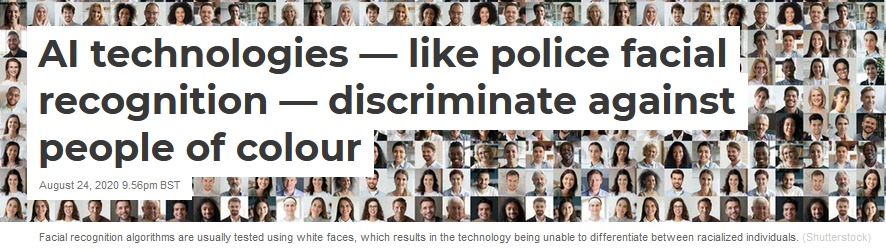 AI technologies — like police facial
recognition — discriminate against
people of colour
August 24, 2020 9.56pm BST
Facial recognition algorithms are usually tested using white faces, which results in the technology being unable to differentiate between racialized individuals. (Shutterstock)